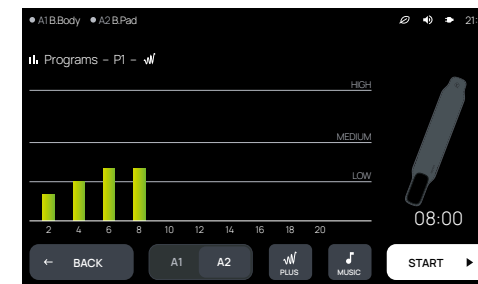 A1 B.Body A2 B.Pad
Programs – P1 –
HIGH
MEDIUM
LOW
2 4 6 8 10 12 14 16 18 20
08:00
← BACK
A1 A2
PLUS
MUSIC
START